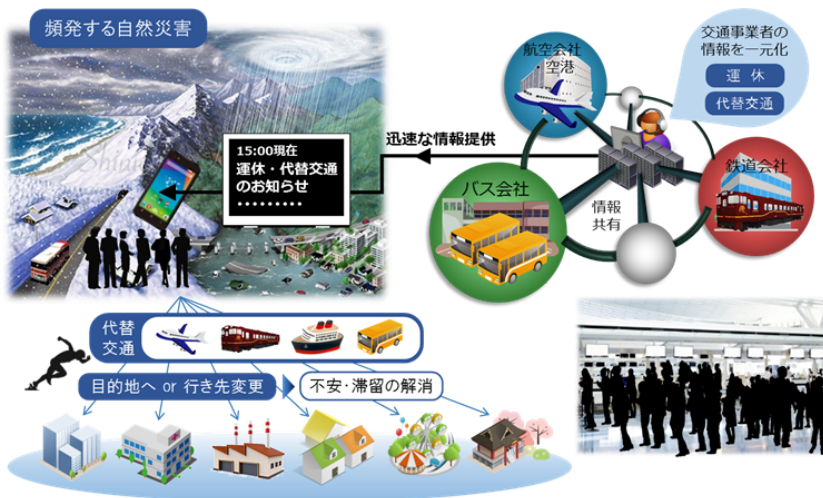 頻発する自然災害
15:00現在
運休・代替交通
のお知らせ
・・・・・・・・・
迅速な情報提供
航空会社
空港
交通事業者の
情報を一元化
運 休
代替交通
鉄道会社
バス会社
情報
共有
代替
交通
目的地へ or 行き先変更
不安・滞留の解消